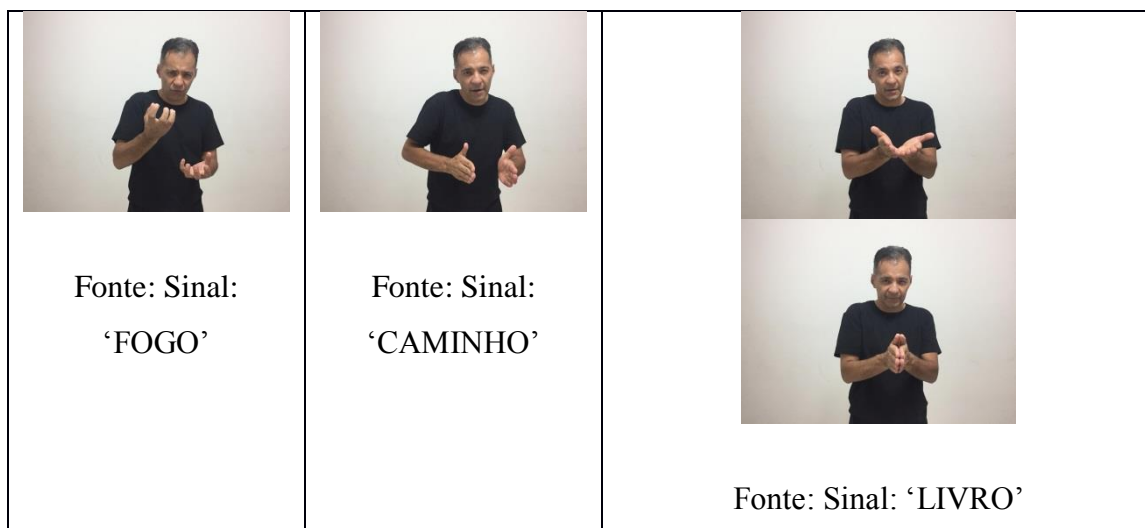 Fonte: Sinal:
‘FOGO’
Fonte: Sinal:
‘CAMINHO’
Fonte: Sinal: ‘LIVRO’